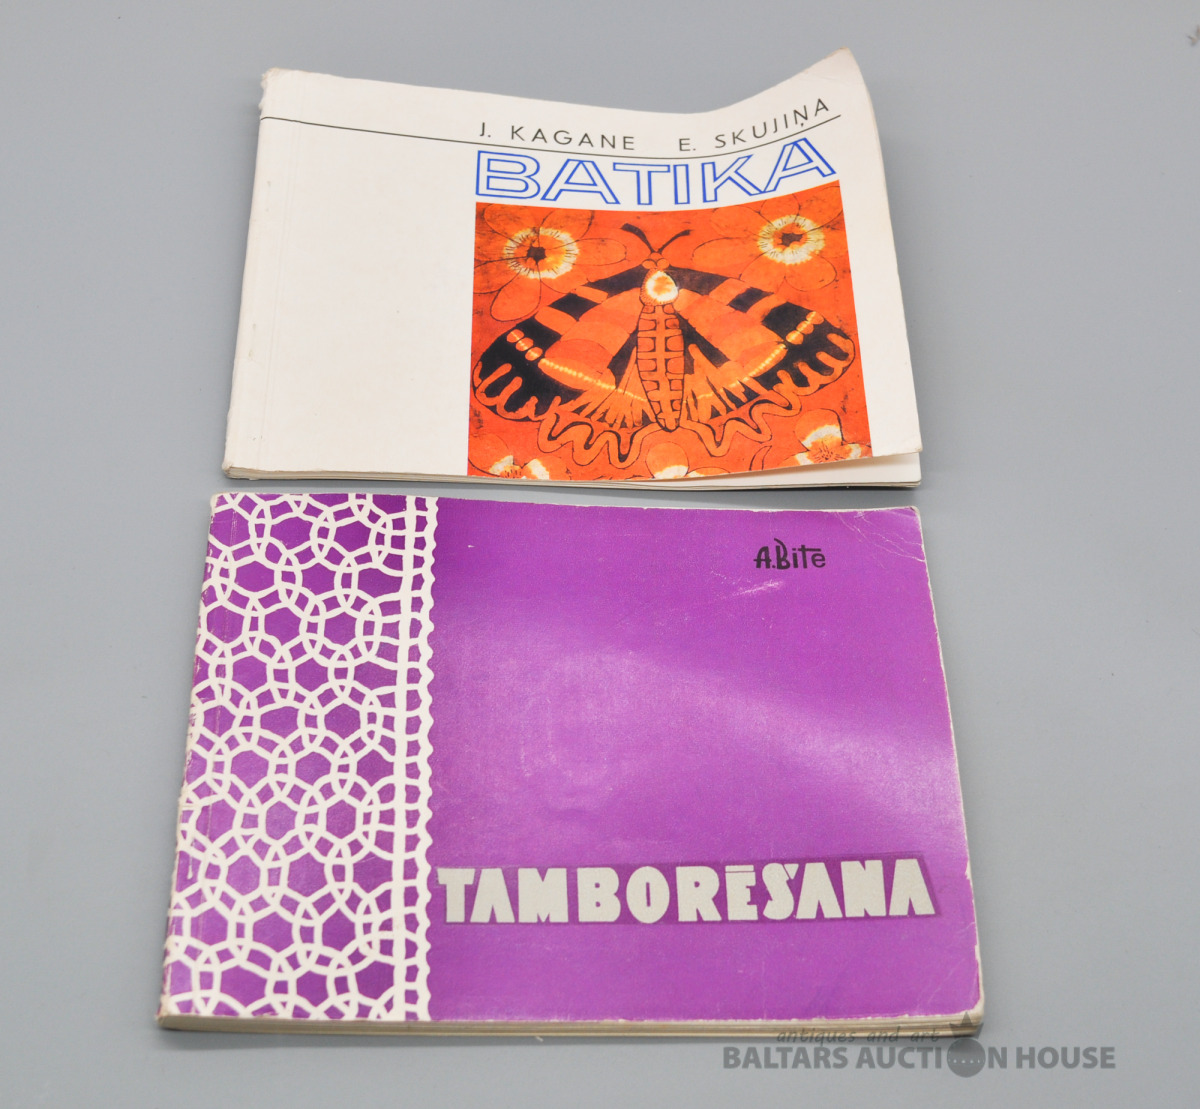 J. KAGANE E. SKUJIŅA
BATIKA
A.Bite
TAMBORĒŠANA
antiques and art
BALTARS AUCTION HOUSE